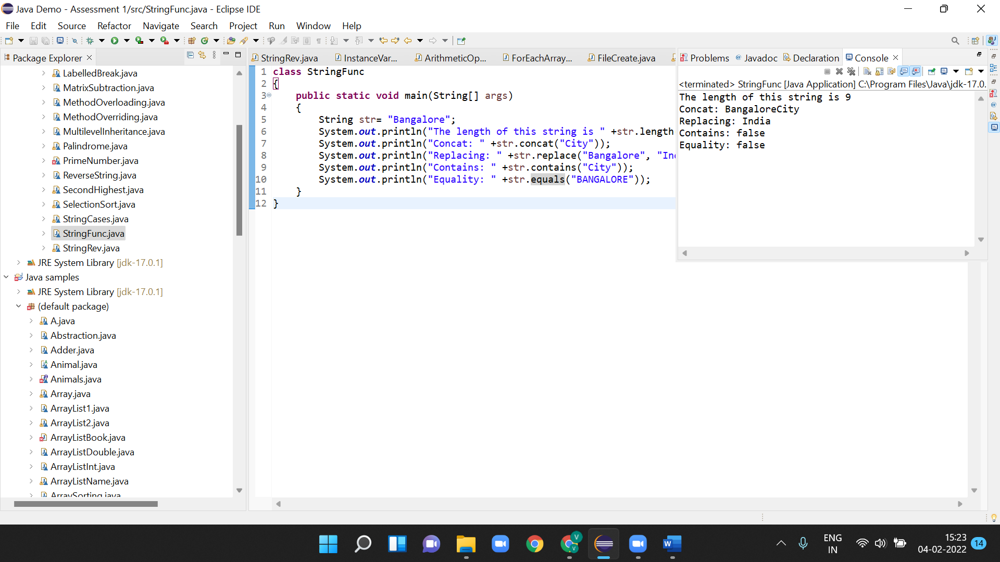 Java Demo - Assessment 1/src/StringFunc.java - Eclipse IDE
File Edit Source Refactor Navigate Search Project Run Window Help
Package Explorer
LabelledBreak.java
MatrixSubtraction.java
MethodOverloading.java
MethodOverriding.java
MultilevelInheritance.java
Palindrome.java
PrimeNumber.java
ReverseString.java
SecondHighest.java
SelectionSort.java
StringCases.java
StringFunc.java
StringRev.java
JRE System Library [jdk-17.0.1]
Java samples
JRE System Library [jdk-17.0.1]
(default package)
A.java
Abstraction.java
Adder.java
Animal.java
Animals.java
Array.java
ArrayList1.java
ArrayList2.java
ArrayListBook.java
ArrayListDouble.java
ArrayListInt.java
ArrayListName.java
ArraySorting.java
StringRev.java InstanceVar... ArithmeticOp... ForEachArray... FileCreate.java
1 class StringFunc
2 {
3 public static void main(String[] args)
4 {
5 String str= "Bangalore";
6 System.out.println("The length of this string is " +str.length
7 System.out.println("Concat: " +str.concat("City"));
8 System.out.println("Replacing: " +str.replace("Bangalore", "In
9 System.out.println("Contains: " +str.contains("City"));
10 System.out.println("Equality: " +str.equals("BANGALORE"));
11 }
12 }
Problems @ Javadoc Declaration Console
<terminated> StringFunc [Java Application] C:\Program Files\Java\jdk-17.0.
The length of this string is 9
Concat: BangaloreCity
Replacing: India
Contains: false
Equality: false
V
V
W
ENG
IN
15:23
04-02-2022
14